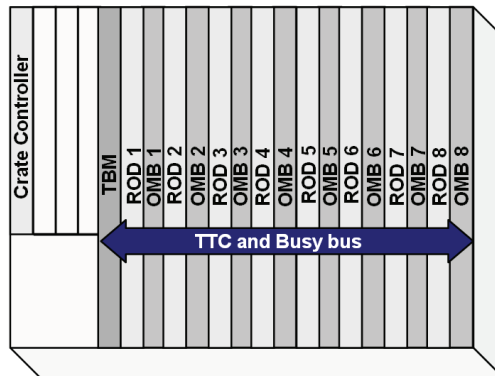 Crate Controller
TBM
ROD 1
OMB 1
ROD 2
OMB 2
ROD 3
OMB 3
ROD 4
OMB 4
ROD 5
OMB 5
ROD 6
OMB 6
ROD 7
OMB 7
ROD 8
OMB 8
TTC and Busy bus